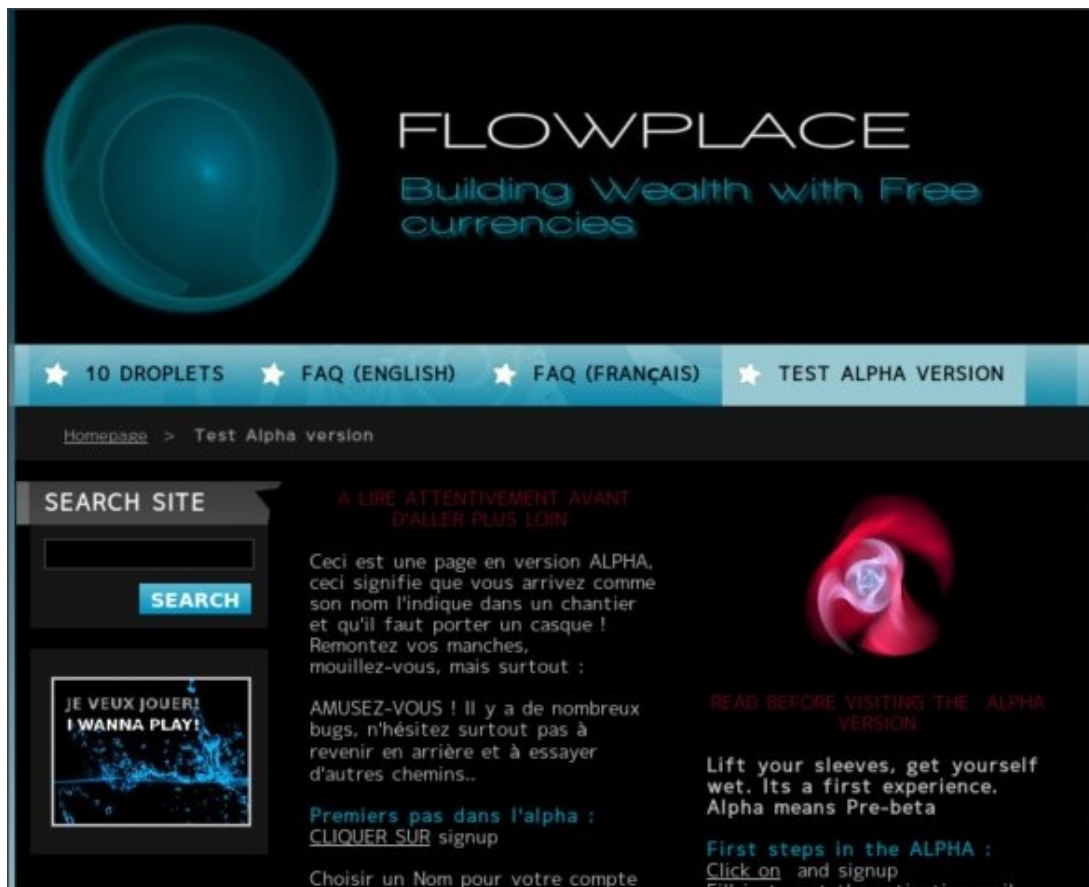 FLOWPLACE
Building Wealth with Free
currencies
10 DROPLETS
FAQ (ENGLISH)
FAQ (FRANçAIS)
TEST ALPHA VERSION
Homepage > Test Alpha version
SEARCH SITE
SEARCH
JE VEUX JOUER!
I WANNA PLAY!
A LIRE ATTENTIVEMENT AVANT
D'ALLER PLUS LOIN
Ceci est une page en version ALPHA,
ceci signifie que vous arrivez comme
son nom l'indique dans un chantier
et qu'il faut porter un casque !
Remontez vos manches,
mouillez-vous, mais surtout :
AMUSEZ-VOUS ! Il y a de nombreux
bugs, n'hésitez surtout pas à
revenir en arrière et à essayer
d'autres chemins..
Premiers pas dans l'alpha :
CLIQUER SUR signup
Choisir un Nom pour votre compte
READ BEFORE VISITING THE ALPHA
VERSION
Lift your sleeves, get yourself
wet. Its a first experience.
Alpha means Pre-beta
First steps in the ALPHA :
Click on and signup